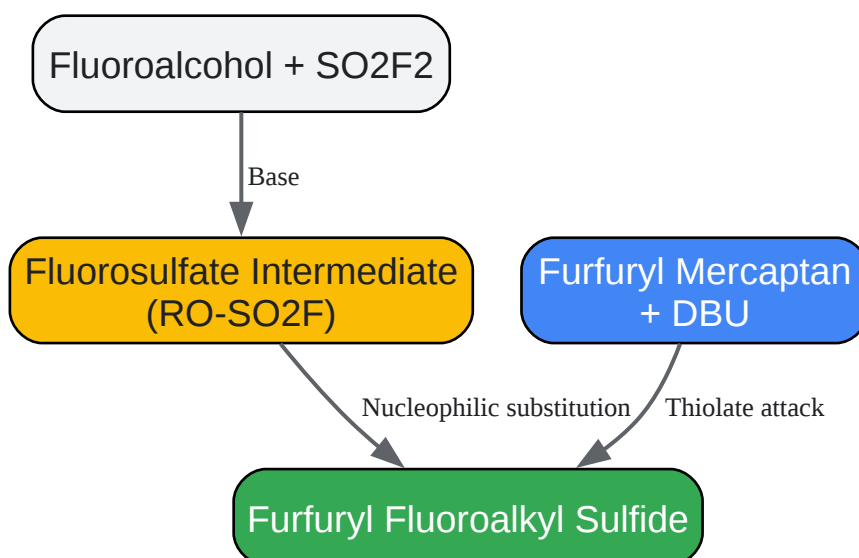 Fluoroalcohol + SO2F2
Base
Fluorosulfate Intermediate
(RO-SO2F)
Furfuryl Mercaptan
+ DBU
Nucleophilic substitution
Thiolate attack
Furfuryl Fluoroalkyl Sulfide